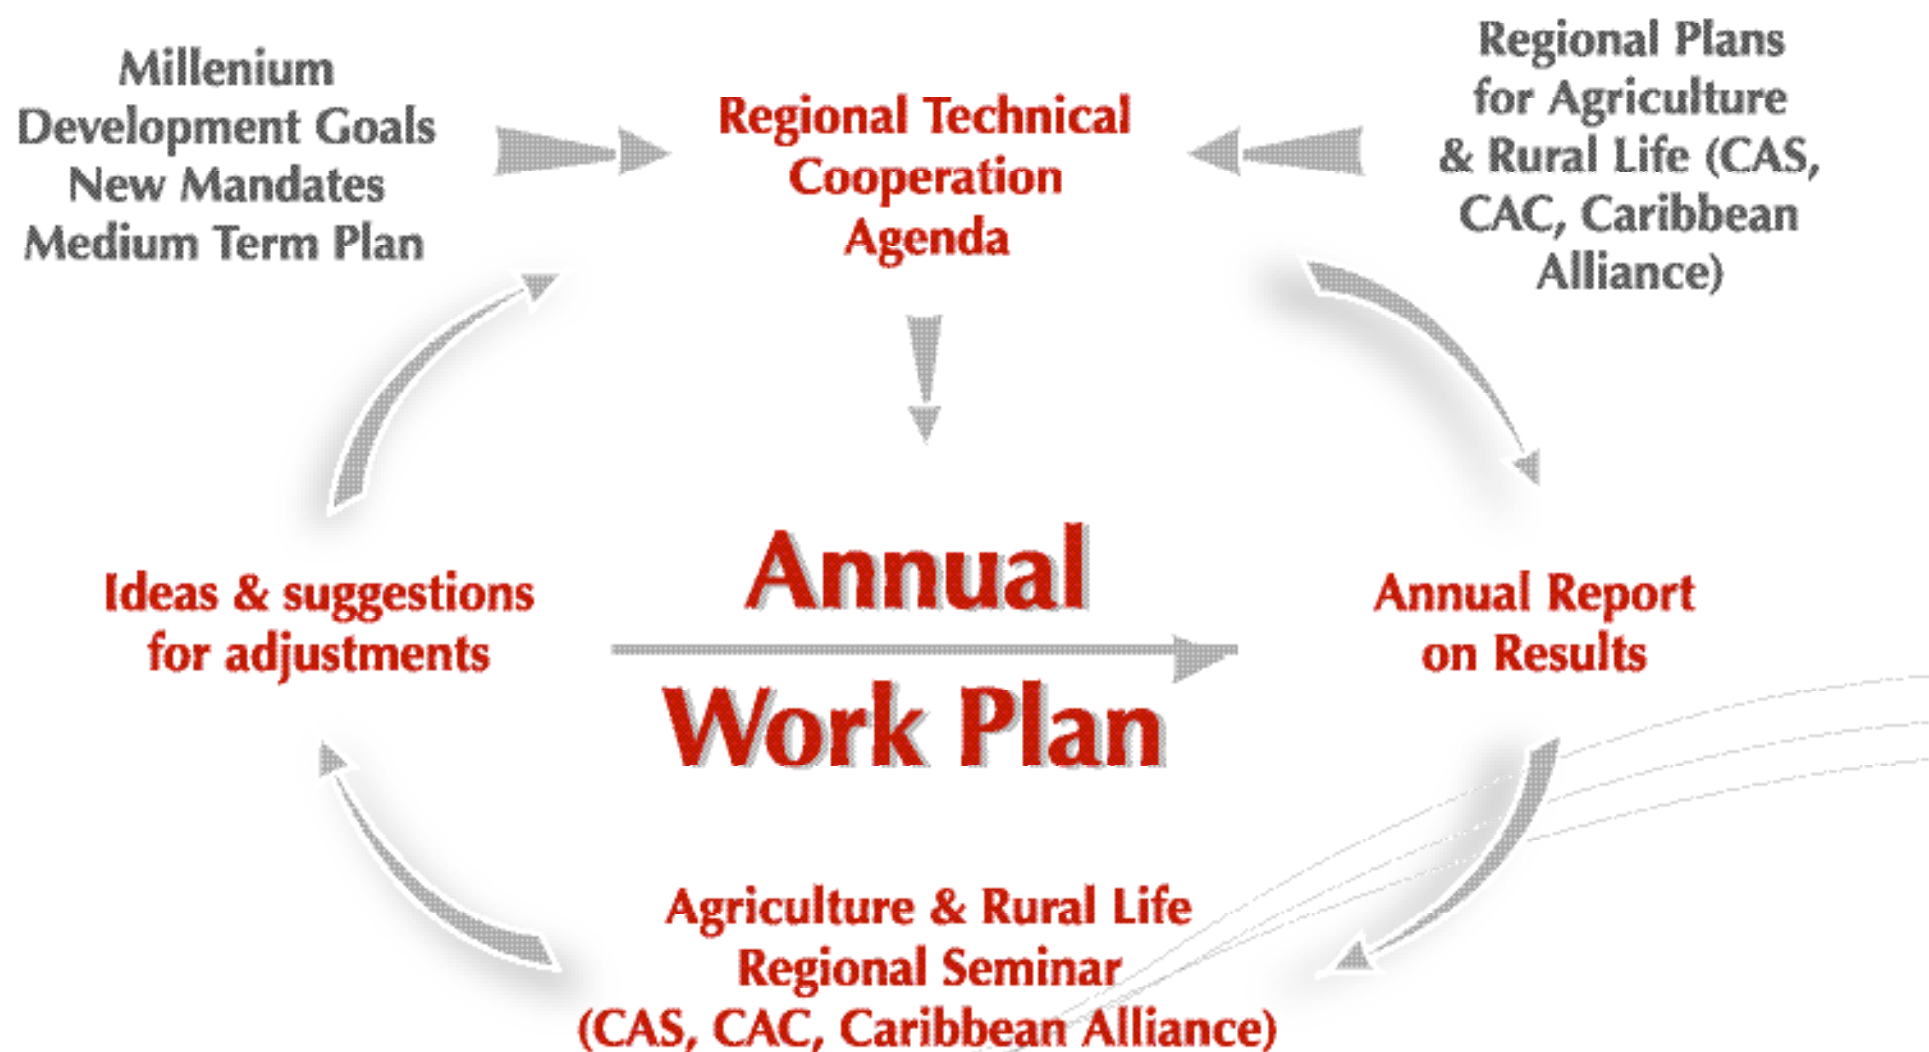 Millenium
Development Goals
New Mandates
Medium Term Plan
Regional Technical
Cooperation
Agenda
Regional Plans
for Agriculture
& Rural Life (CAS,
CAC, Caribbean
Alliance)
Ideas & suggestions
for adjustments
Annual
Work Plan
Annual Report
on Results
Agriculture & Rural Life
Regional Seminar
(CAS, CAC, Caribbean Alliance)